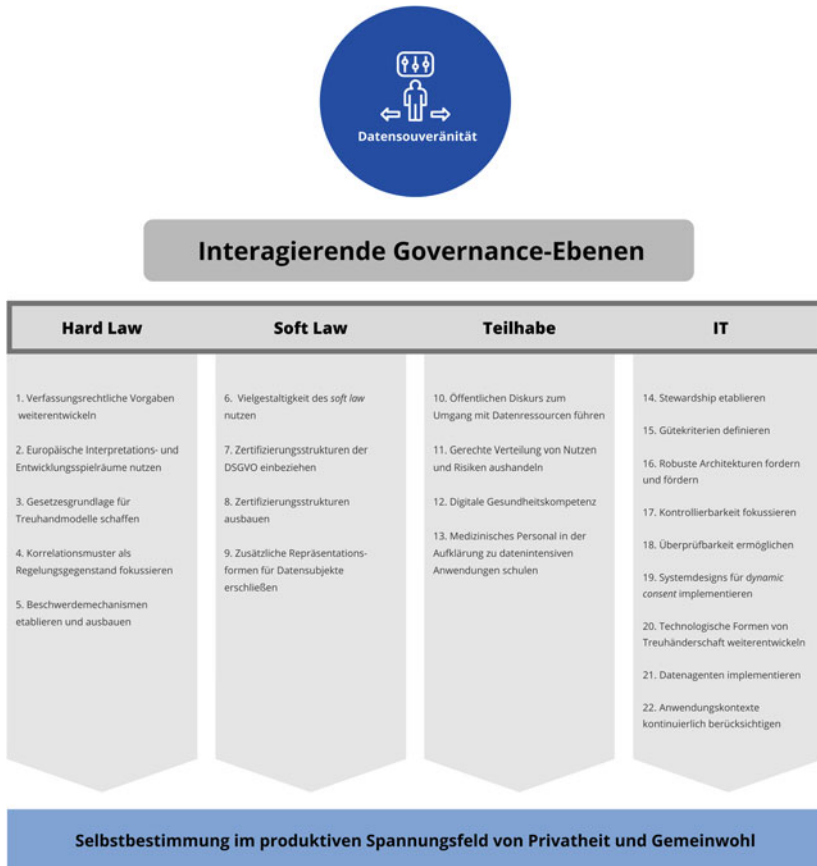 Datensouveränität
Interagierende Governance-Ebenen
Hard Law
Soft Law
Teilhabe
IT
1. Verfassungsrechtliche Vorgaben
weiterentwickeln
2. Europäische Interpretations- und
Entwicklungsspielräume nutzen
3. Gesetzesgrundlage für
Treuhandmodelle schaffen
4. Korrelationsmuster als
Regelungsgegenstand fokussieren
5. Beschwerdemechanismen
etablieren und ausbauen
6. Vielgestaltigkeit des soft law
nutzen
7. Zertifizierungsstrukturen der
DSGVO einbeziehen
8. Zertifizierungsstrukturen
ausbauen
9. Zusätzliche Repräsentations-
formen für Datensubjekte
erschließen
10. Öffentlichen Diskurs zum
Umgang mit Datenressourcen führen
11. Gerechte Verteilung von Nutzen
und Risiken aushandeln
12. Digitale Gesundheitskompetenz
13. Medizinisches Personal in der
Aufklärung zu datenintensiven
Anwendungen schulen
14. Stewardship etablieren
15. Gütekriterien definieren
16. Robuste Architekturen fordern
und fördern
17. Kontrollierbarkeit fokussieren
18. Überprüfbarkeit ermöglichen
19. Systemdesigns für dynamic
consent implementieren
20. Technologische Formen von
Treuhänderschaft weiterentwickeln
21. Datenagenten implementieren
22. Anwendungskontexte
kontinuierlich berücksichtigen
Selbstbestimmung im produktiven Spannungsfeld von Privatheit und Gemeinwohl